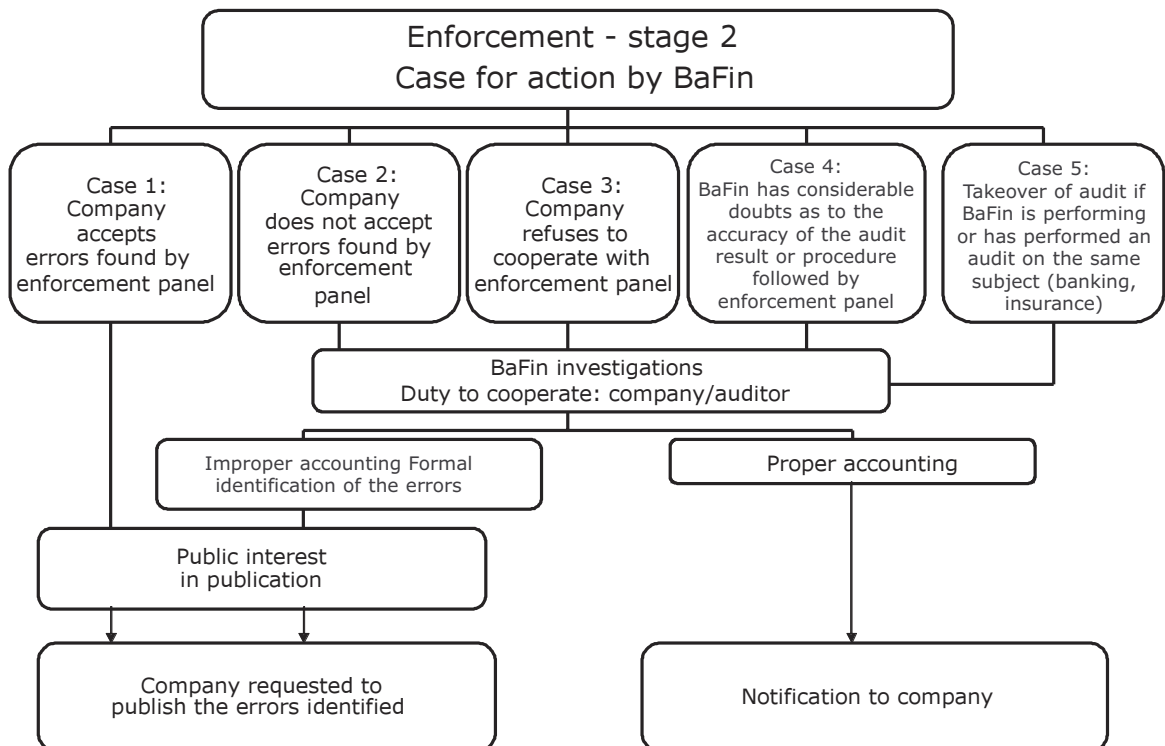 Enforcement - stage 2
Case for action by BaFin
Case 1:
Company
accepts
errors found by
enforcement panel
Case 2:
Company
does not accept
errors found by
enforcement
panel
Case 3:
Company
refuses to
cooperate with
enforcement panel
Case 4:
BaFin has considerable
doubts as to the
accuracy of the audit
result or procedure
followed by
enforcement panel
Case 5:
Takeover of audit if
BaFin is performing
or has performed an
audit on the same
subject (banking,
insurance)
BaFin investigations
Duty to cooperate: company/auditor
Improper accounting Formal
identification of the errors
Proper accounting
Public interest
in publication
Company requested to
publish the errors identified
Notification to company